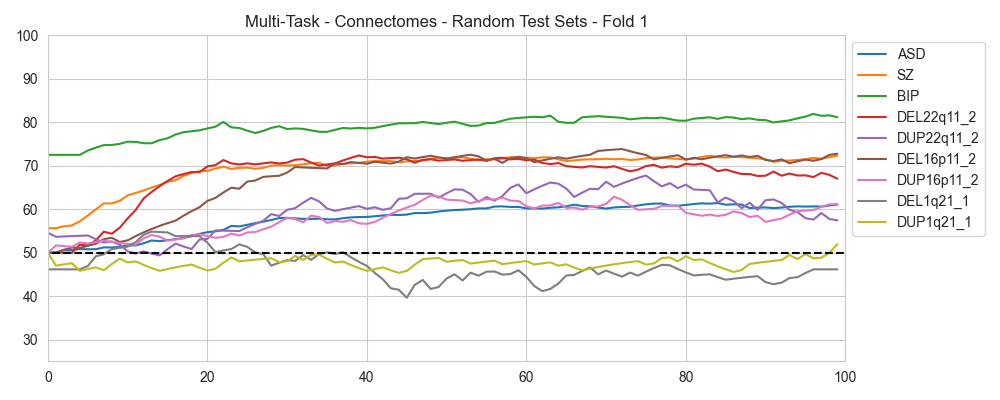 Multi-Task - Connectomes - Random Test Sets - Fold 1
100
90
80
70
60
50
40
30
0
20
40
60
80
100
ASD
SZ
BIP
DEL22q11_2
DUP22q11_2
DEL16p11_2
DUP16p11_2
DEL1q21_1
DUP1q21_1